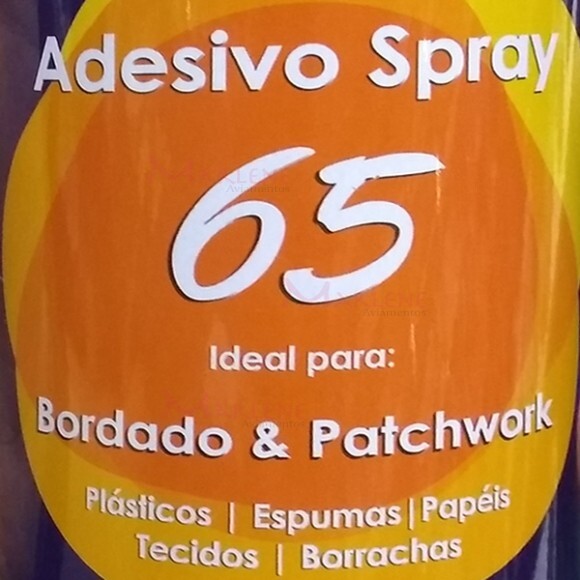 Adesivo Spray
65
Ideal para:
Bordado & Patchwork
Plásticos | Espumas | Papéis
Tecidos | Borrachas